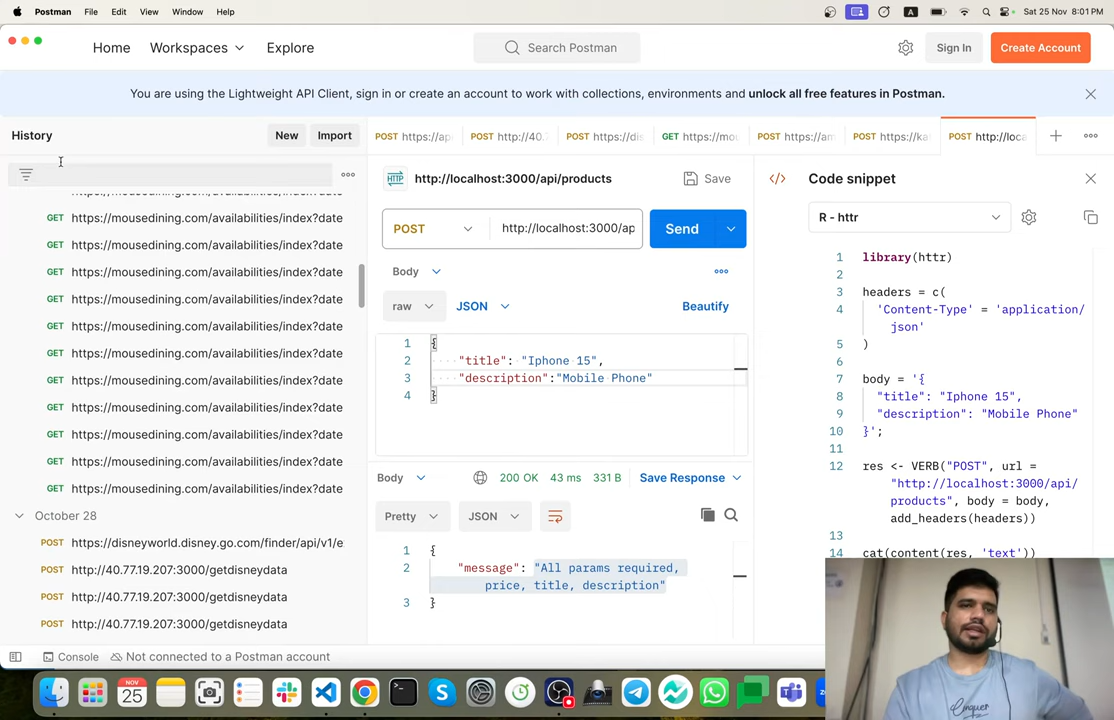 Postman File Edit View Window Help A Sat 25 Nov 8:01 PM
Home Workspaces Explore Search Postman Sign In Create Account
You are using the Lightweight API Client, sign in or create an account to work with collections, environments and unlock all free features in Postman.
History New Import
POST https://ap POST http://40. POST https://dis GET https://mo POST https://am POST https://ka POST http://loca
http://localhost:3000/api/products Save
POST http://localhost:3000/ap Send
Body
raw JSON Beautify
1 {
2 "title": "Iphone 15",
3 "description":"Mobile Phone"
4 }
Body 200 OK 43 ms 331 B Save Response
Pretty JSON
1 {
2 "message": "All params required,
price, title, description"
3 }
https://mousedining.com/availabilities/index?date
GET https://mousedining.com/availabilities/index?date
GET https://mousedining.com/availabilities/index?date
GET https://mousedining.com/availabilities/index?date
GET https://mousedining.com/availabilities/index?date
GET https://mousedining.com/availabilities/index?date
GET https://mousedining.com/availabilities/index?date
GET https://mousedining.com/availabilities/index?date
GET https://mousedining.com/availabilities/index?date
GET https://mousedining.com/availabilities/index?date
GET https://mousedining.com/availabilities/index?date
GET https://mousedining.com/availabilities/index?date
October 28
POST https://disneyworld.disney.go.com/finder/api/v1/e
POST http://40.77.19.207:3000/getdisneydata
POST http://40.77.19.207:3000/getdisneydata
POST http://40.77.19.207:3000/getdisneydata
</> Code snippet
R - httr
1 library(httr)
2
3 headers = c(
4 'Content-Type' = 'application/
json'
5 )
6
7 body = '{
8 "title": "Iphone 15",
9 "description": "Mobile Phone"
10 }';
11
12 res <- VERB("POST", url =
"http://localhost:3000/api/
products", body = body,
add_headers(headers))
13
14 cat(content(res, 'text'))
Console Not connected to a Postman account
NOV
25